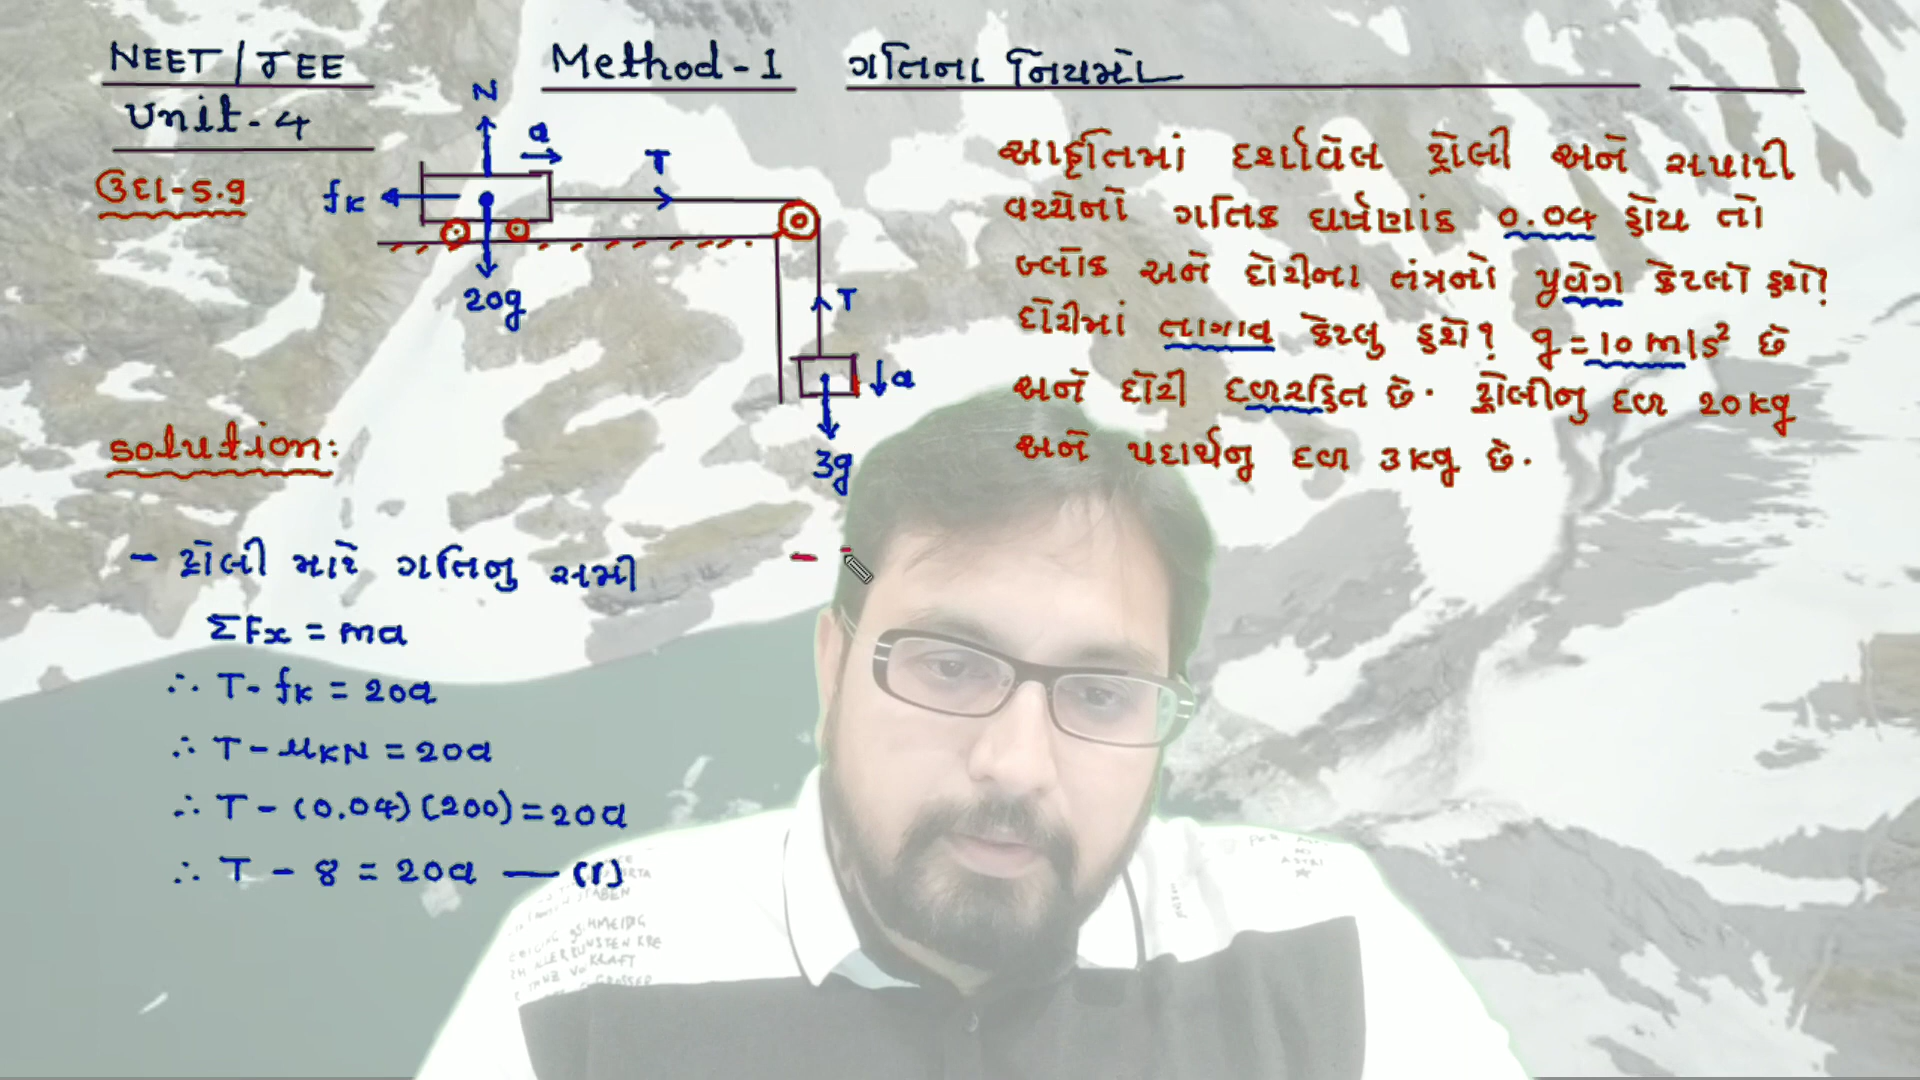 NEET/JEE
Unit-4
Method-1 ગતિના નિયમો
ઉદા-5.9
N
a
T
fk
20g
T
a
3g
આકૃતિમાં દર્શાવેલ ટ્રોલી અને સપાટી
વચ્ચેનો ગતિક ઘર્ષણાંક 0.04 હોય તો
બ્લોક અને દોરીના તંત્રનો પ્રવેગ કેટલો હશે?
દોરીમાં તાણાવ કેટલુ હશે? g=10 m/s² છે
અને દોરી દળરહિત છે. ટ્રોલીનુ દળ 20kg
અને પદાર્થનુ દળ 3kg છે.
solution:
- ટ્રોલી માટે ગતિનુ સમી
ΣFx = ma
∴ T- fk = 20a
∴ T-μkN = 20a
∴ T-(0.04)(200)=20a
∴ T - 8 = 20a — (1)
HMEIDIG
KRAFT